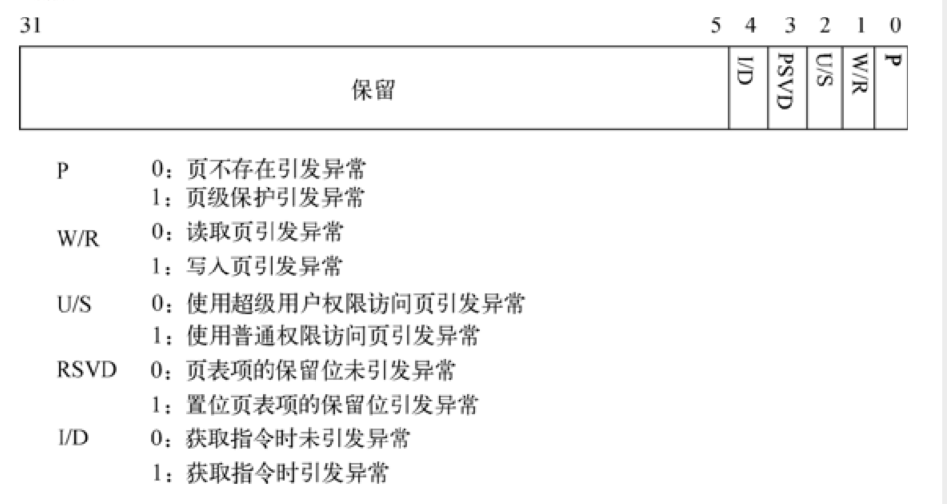 31 5 4 3 2 1 0
保留 I/D PSVD U/S W/R P
P 0：页不存在引发异常
1：页级保护引发异常
W/R 0：读取页引发异常
1：写入页引发异常
U/S 0：使用超级用户权限访问页引发异常
1：使用普通权限访问页引发异常
RSVD 0：页表项的保留位未引发异常
1：置位页表项的保留位引发异常
I/D 0：获取指令时未引发异常
1：获取指令时引发异常